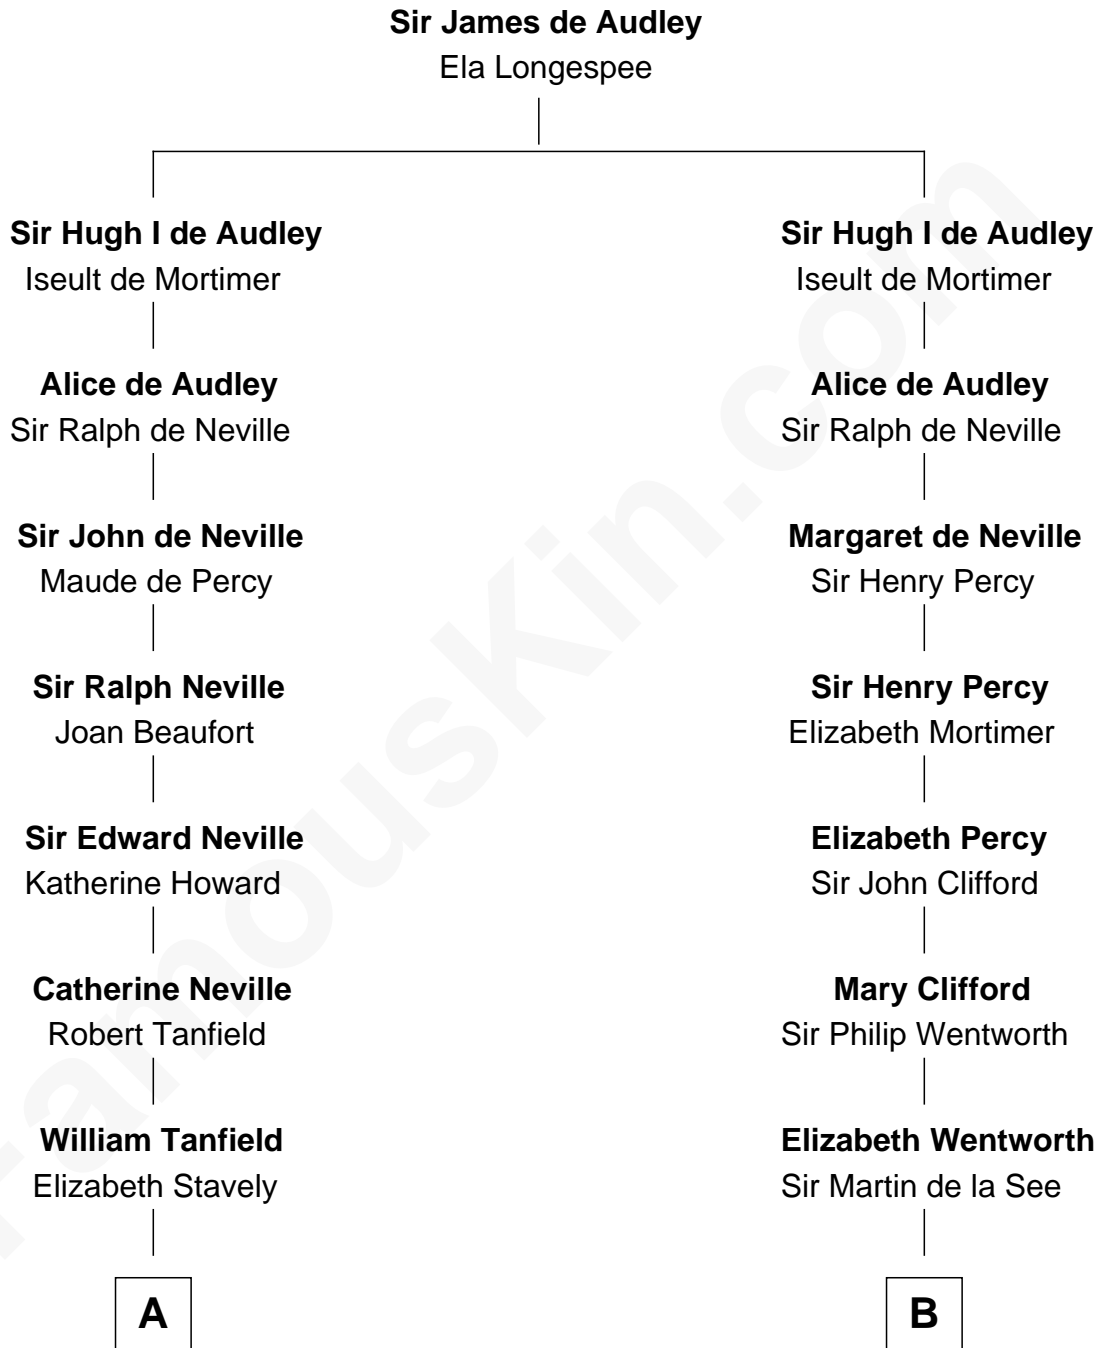 Sir James de Audley
Ela Longespee
Sir Hugh I de Audley
Iseult de Mortimer
Alice de Audley
Sir Ralph de Neville
Sir John de Neville
Maude de Percy
Sir Ralph Neville
Joan Beaufort
Sir Edward Neville
Katherine Howard
Catherine Neville
Robert Tanfield
William Tanfield
Elizabeth Stavely
A
Sir Hugh I de Audley
Iseult de Mortimer
Alice de Audley
Sir Ralph de Neville
Margaret de Neville
Sir Henry Percy
Sir Henry Percy
Elizabeth Mortimer
Elizabeth Percy
Sir John Clifford
Mary Clifford
Sir Philip Wentworth
Elizabeth Wentworth
Sir Martin de la See
B
FamousKin.com